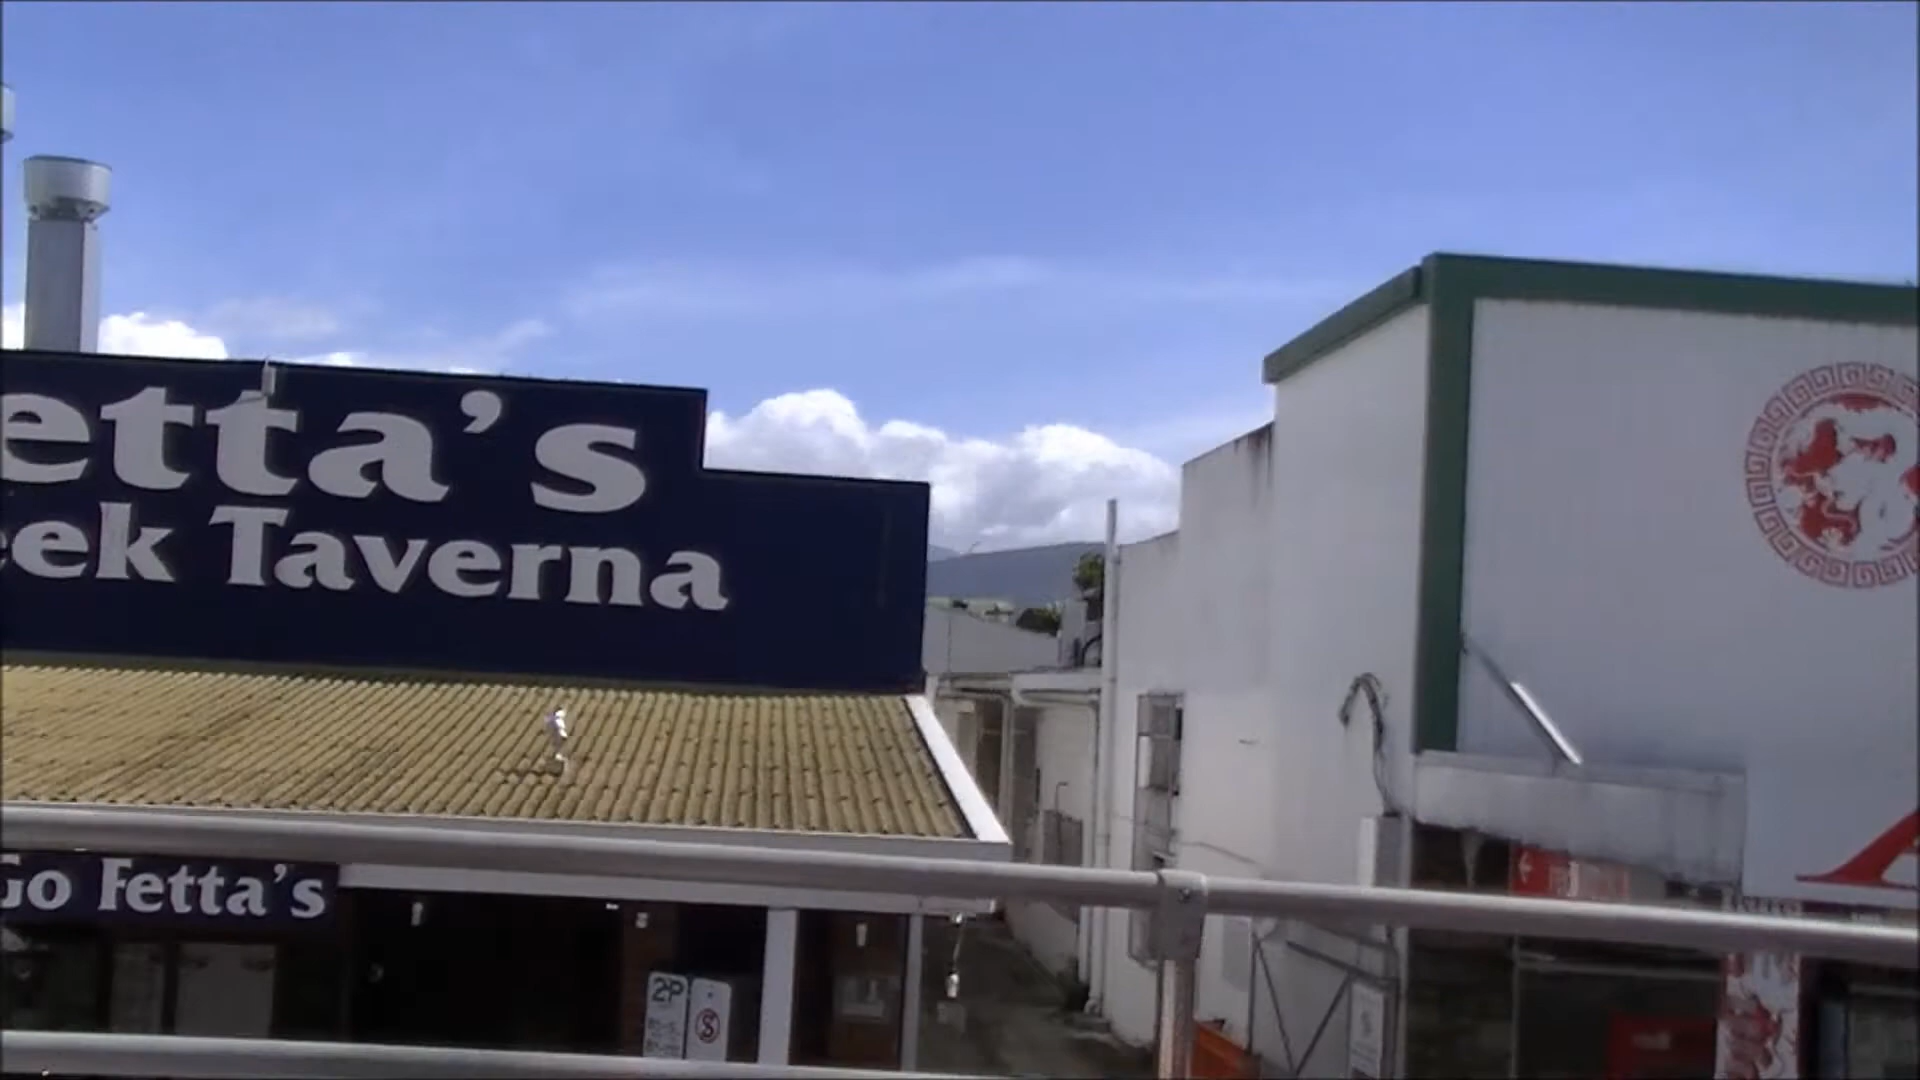 etta's
eek Taverna
Go Fetta's
2P
S
A